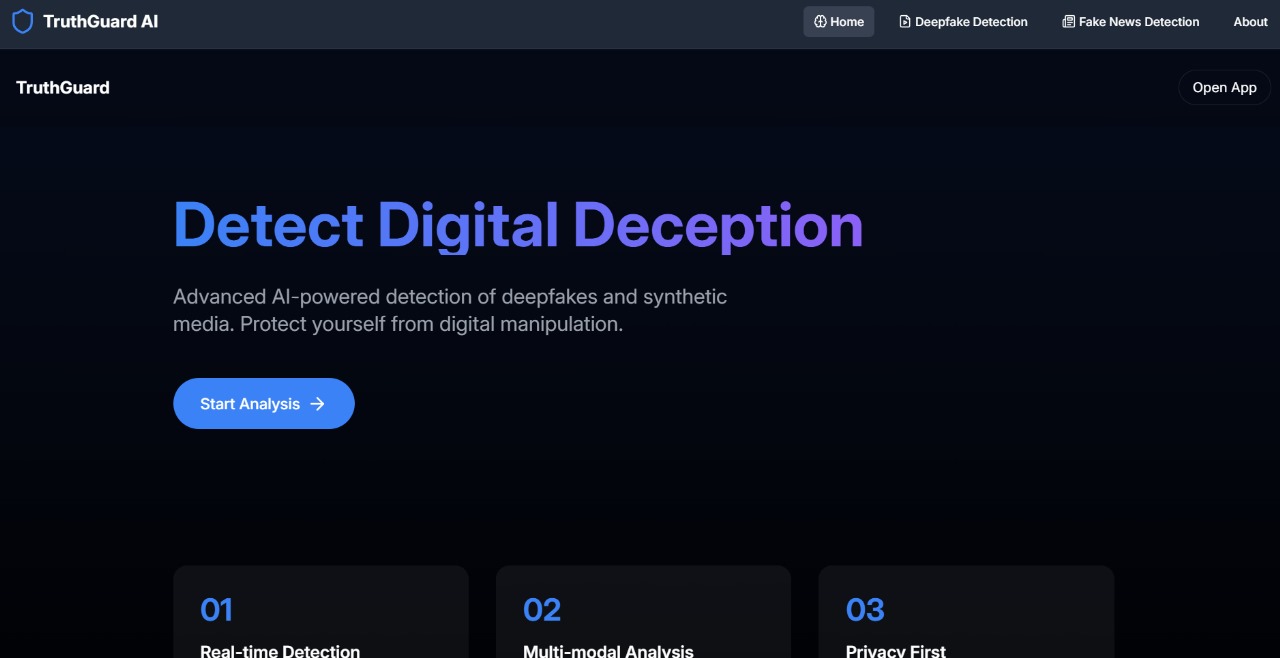 TruthGuard AI
Home
Deepfake Detection
Fake News Detection
About
TruthGuard
Open App
Detect Digital Deception
Advanced AI-powered detection of deepfakes and synthetic
media. Protect yourself from digital manipulation.
Start Analysis
01
Real-time Detection
02
Multi-modal Analysis
03
Privacy First